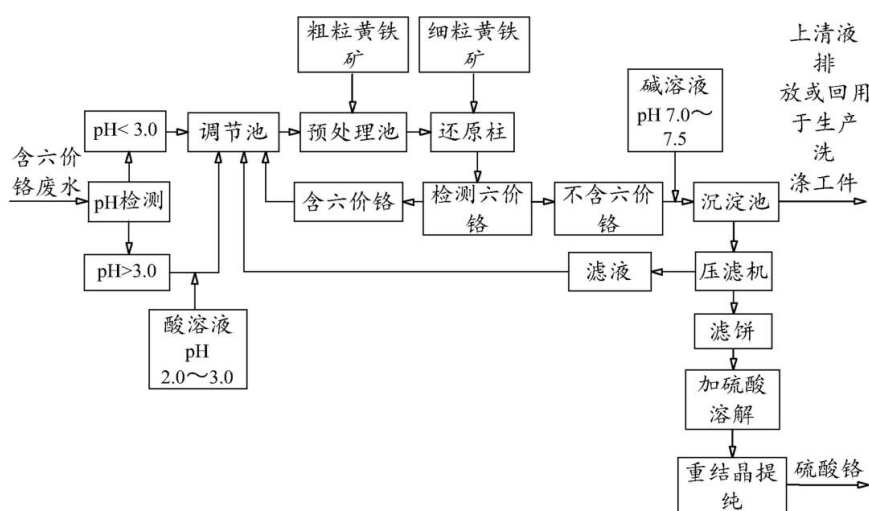 粗粒黄铁
矿
细粒黄铁
矿
上清液
排
放或回用
于生产洗
涤工件
碱溶液
pH 7.0～
7.5
pH< 3.0
调节池
预处理池
还原柱
含六价
铬废水
pH检测
含六价铬
检测六价
铬
不含六价
铬
沉淀池
pH>3.0
滤液
压滤机
酸溶液
pH
2.0～3.0
滤饼
加硫酸
溶解
重结晶提
纯
硫酸铬